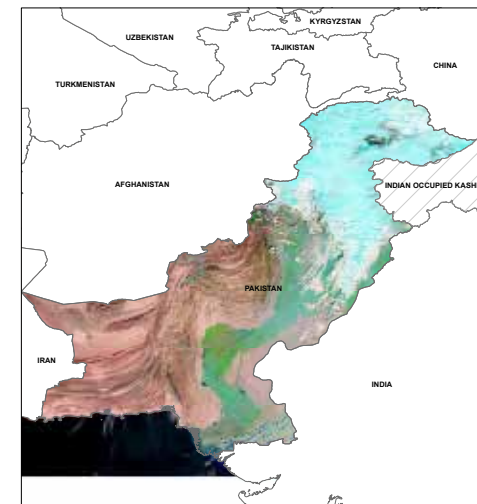 KYRGYZSTAN
UZBEKISTAN
TAJIKISTAN
CHINA
TURKMENISTAN
AFGHANISTAN
INDIAN OCCUPIED KASH
PAKISTAN
IRAN
INDIA